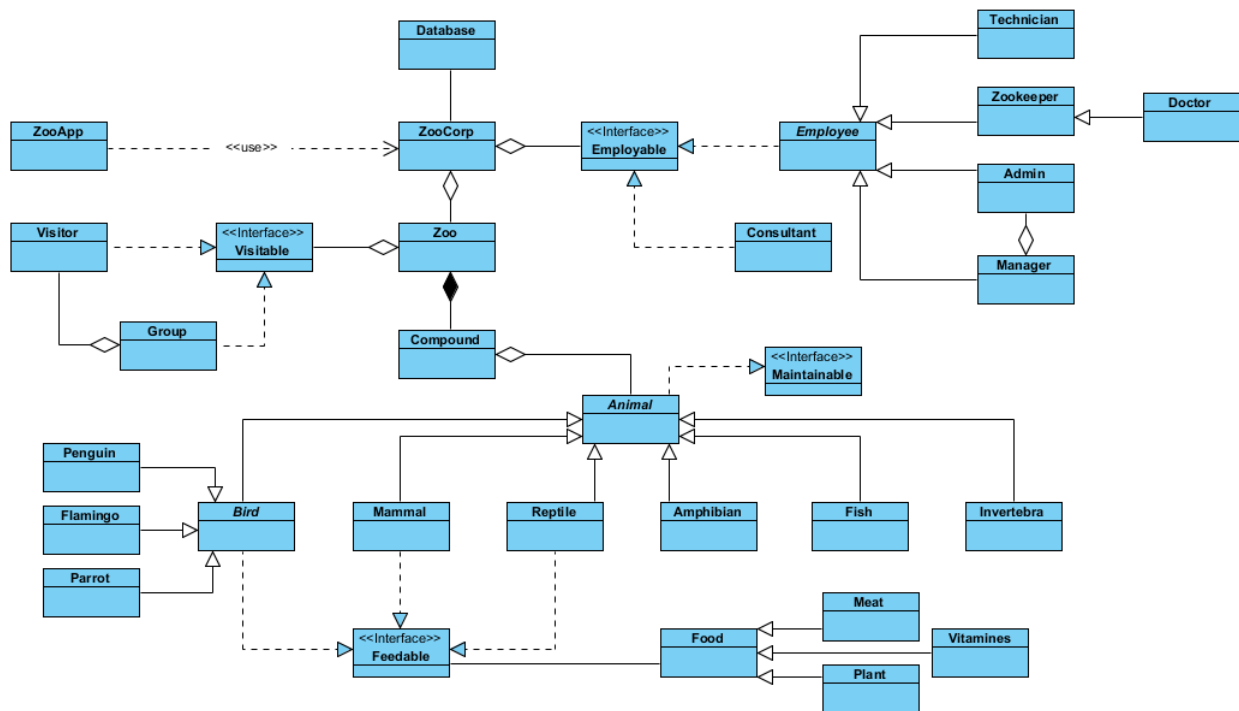 Technician
Database
Zookeeper
Doctor
ZooApp
<<use>>
ZooCorp
<<Interface>>
Employable
Employee
Admin
Visitor
<<Interface>>
Visitable
Zoo
Consultant
Manager
Group
Compound
<<Interface>>
Maintainable
Animal
Penguin
Bird
Mammal
Reptile
Amphibian
Fish
Invertebra
Flamingo
Parrot
Meat
<<Interface>>
Feedable
Food
Vitamines
Plant